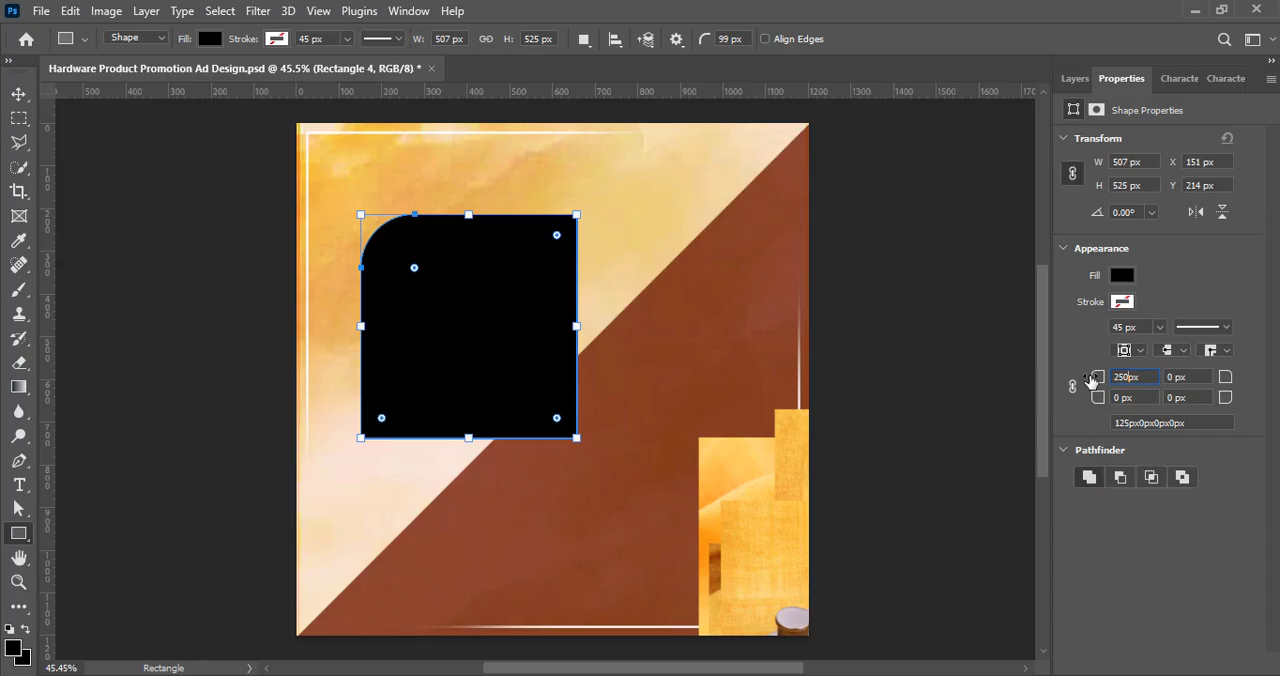 Ps File Edit Image Layer Type Select Filter 3D View Plugins Window Help
Shape Fill: Stroke: 45 px W: 507 px H: 525 px 99 px Align Edges
Hardware Product Promotion Ad Design.psd @ 45.5% (Rectangle 4, RGB/8) *
Layers Properties Characte Characte
500 400 300 200 100 0 100 200 300 400 500 600 700 800 900 1000 1100 1200 1300 1400 1500 1600
Shape Properties
Transform
W 507 px X 151 px
H 525 px Y 214 px
0.00°
Appearance
Fill
Stroke
45 px
250px 0 px
0 px 0 px
125px0px0px0px
Pathfinder
T
45.45% Rectangle